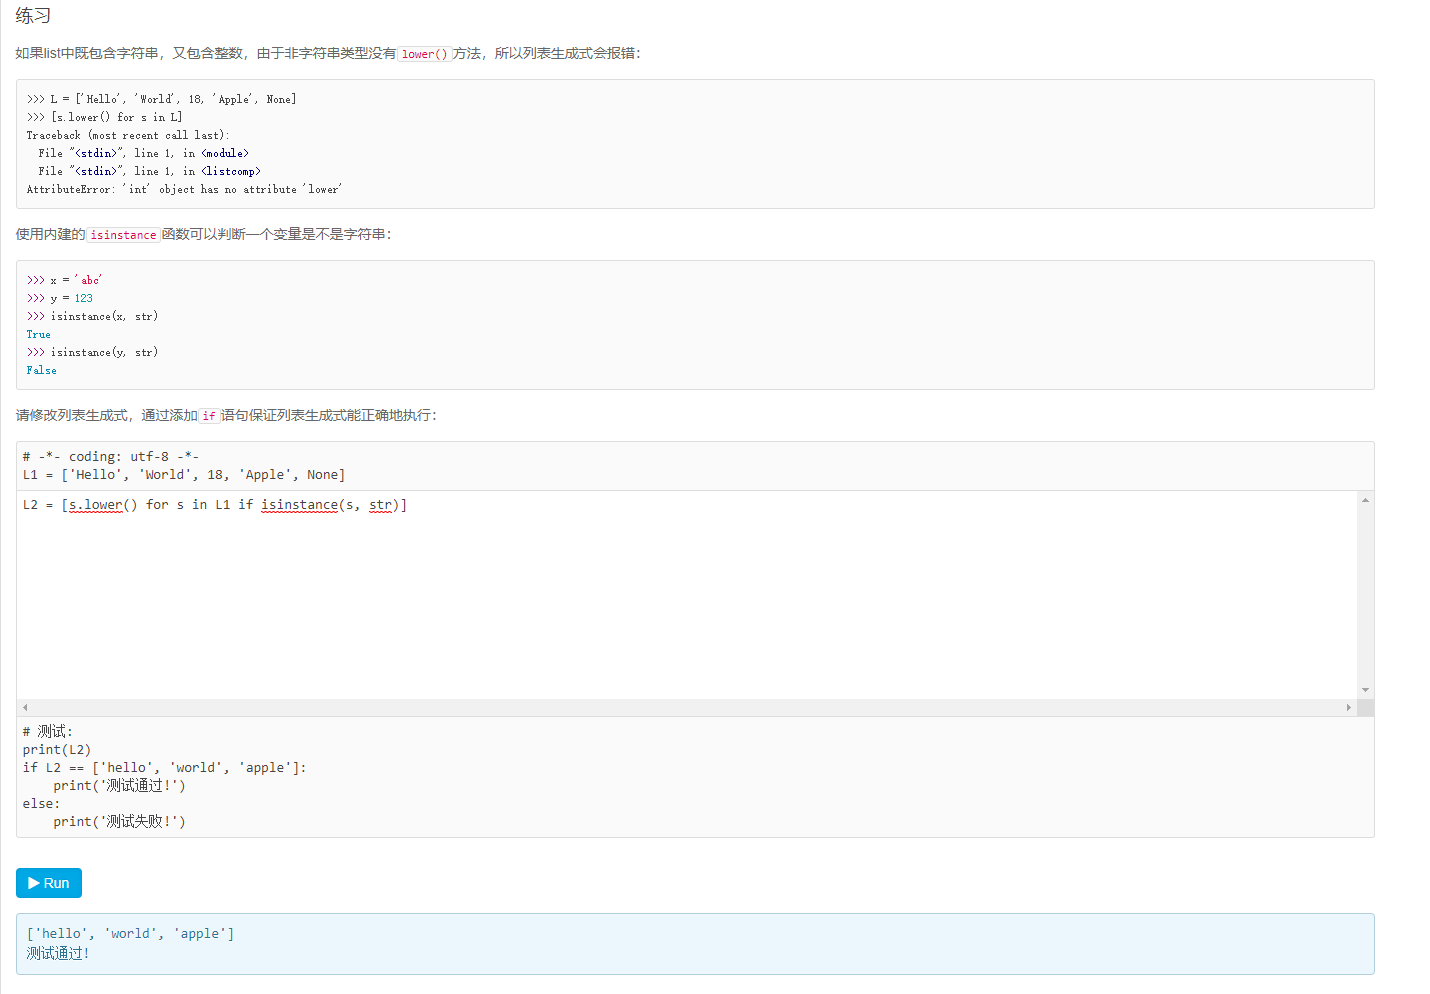 练习
如果list中既包含字符串，又包含整数，由于非字符串类型没有lower()方法，所以列表生成式会报错：
>>> L = ['Hello', 'World', 18, 'Apple', None]
>>> [s.lower() for s in L]
Traceback (most recent call last):
  File "<stdin>", line 1, in <module>
  File "<stdin>", line 1, in <listcomp>
AttributeError: 'int' object has no attribute 'lower'
使用内建的isinstance函数可以判断一个变量是不是字符串：
>>> x = 'abc'
>>> y = 123
>>> isinstance(x, str)
True
>>> isinstance(y, str)
False
请修改列表生成式，通过添加if语句保证列表生成式能正确地执行：
# -*- coding: utf-8 -*-
L1 = ['Hello', 'World', 18, 'Apple', None]
L2 = [s.lower() for s in L1 if isinstance(s, str)]
# 测试:
print(L2)
if L2 == ['hello', 'world', 'apple']:
    print('测试通过!')
else:
    print('测试失败!')
Run
['hello', 'world', 'apple']
测试通过!